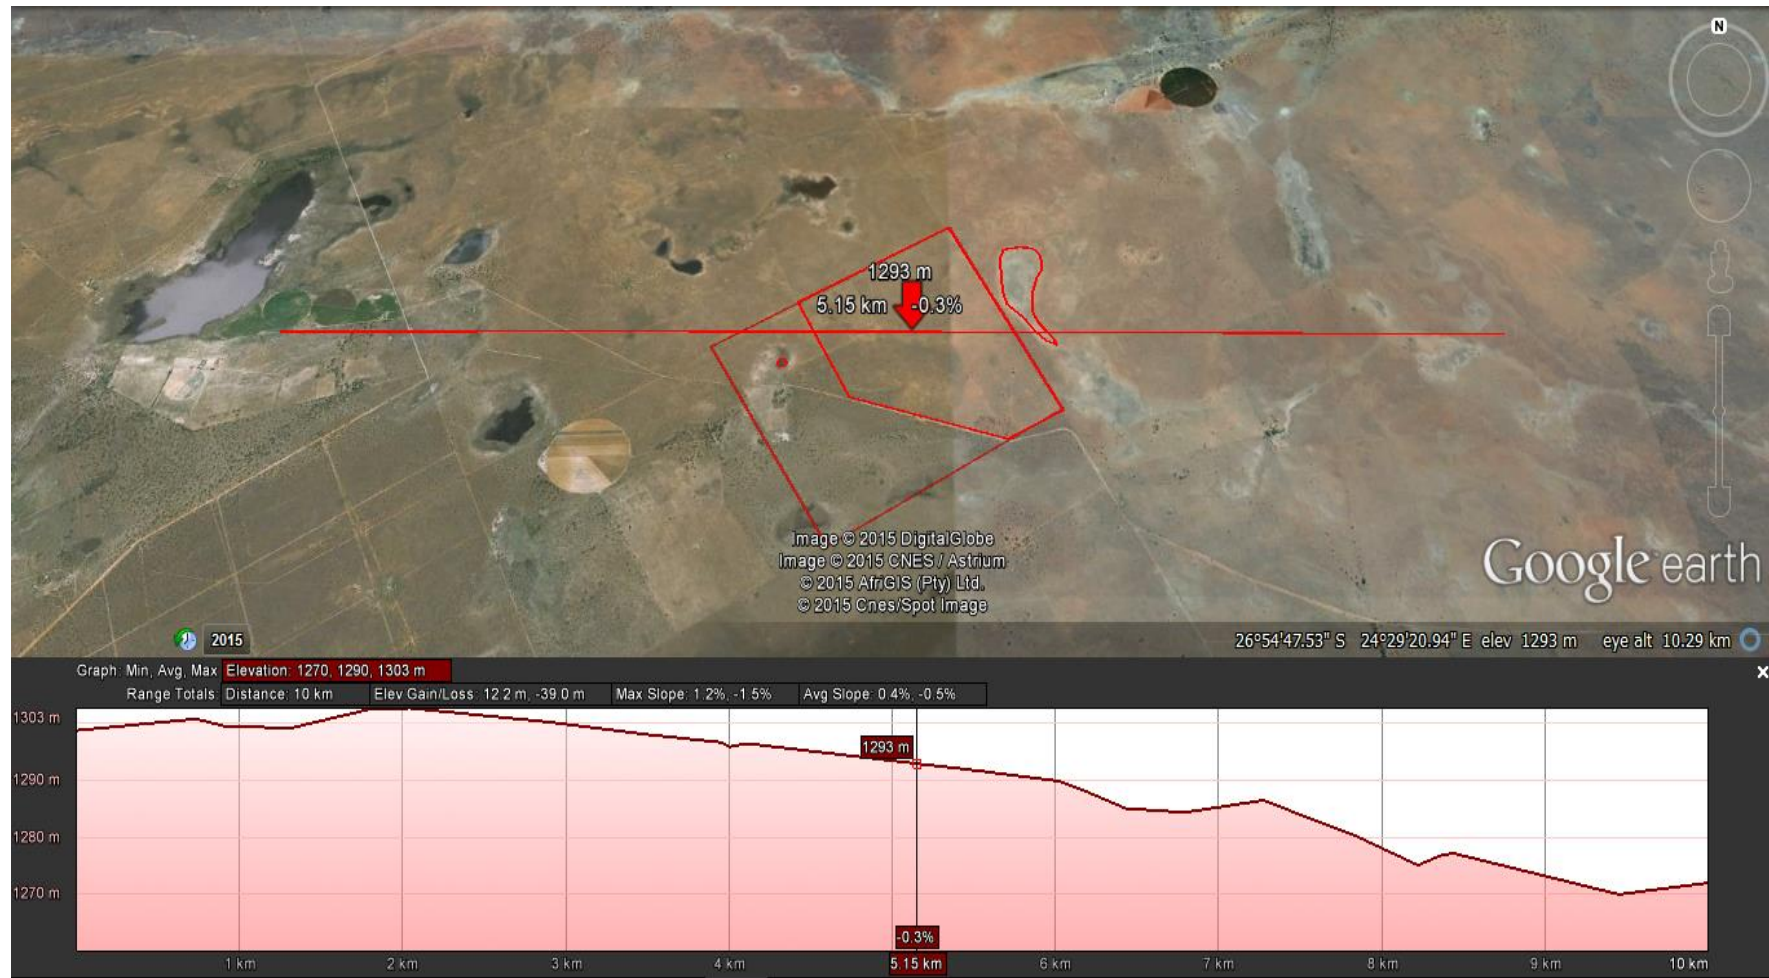 N
1293 m
5.15 km -0.3%
Image © 2015 DigitalGlobe
Image © 2015 CNES / Astrium
© 2015 AfriGIS (Pty) Ltd.
© 2015 Cnes/Spot Image
Google earth
2015
26°54'47.53" S 24°29'20.94" E elev 1293 m eye alt 10.29 km
Graph: Min, Avg, Max Elevation: 1270, 1290, 1303 m
Range Totals: Distance: 10 km Elev Gain/Loss: 12.2 m, -39.0 m Max Slope: 1.2%, -1.5% Avg Slope: 0.4%, -0.5%
1303 m
1293 m
1290 m
1280 m
1270 m
-0.3%
1 km 2 km 3 km 4 km 5.15 km 6 km 7 km 8 km 9 km 10 km